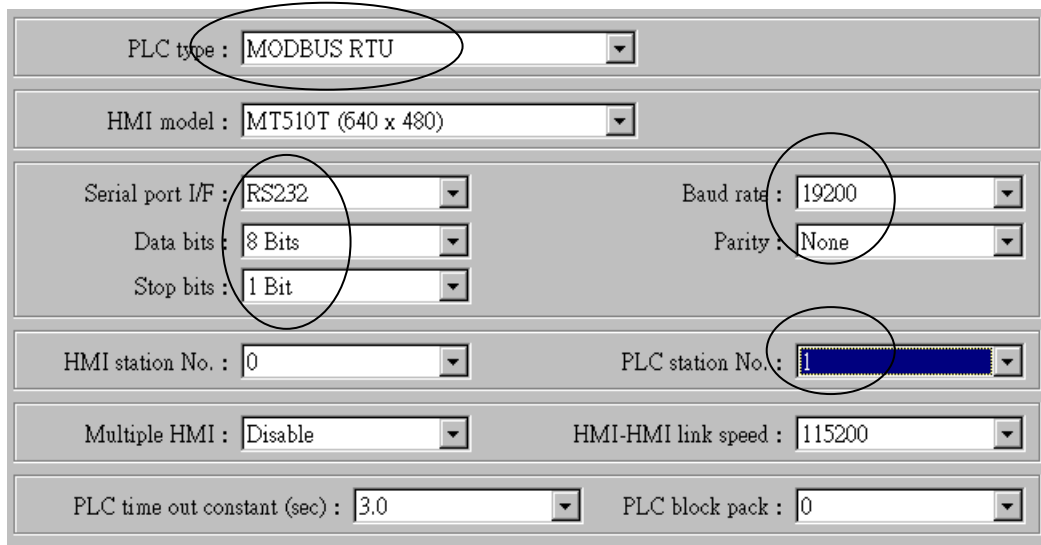 PLC type : MODBUS RTU
HMI model : MT510T (640 x 480)
Serial port I/F : RS232 Baud rate : 19200
Data bits : 8 Bits Parity : None
Stop bits : 1 Bit
HMI station No. : 0 PLC station No. : 1
Multiple HMI : Disable HMI-HMI link speed : 115200
PLC time out constant (sec) : 3.0 PLC block pack : 0